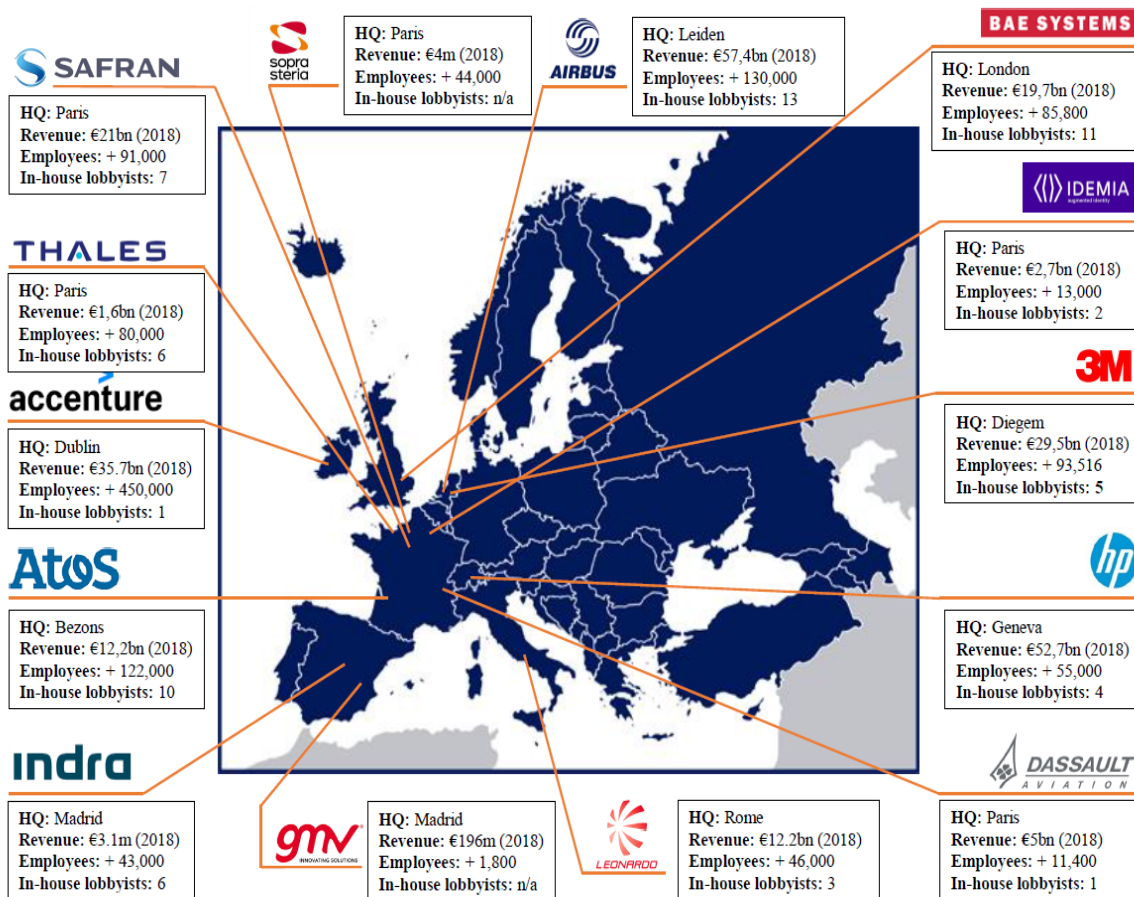 SAFRAN
HQ: Paris
Revenue: €21bn (2018)
Employees: + 91,000
In-house lobbyists: 7
sopra
steria
HQ: Paris
Revenue: €4m (2018)
Employees: + 44,000
In-house lobbyists: n/a
AIRBUS
HQ: Leiden
Revenue: €57,4bn (2018)
Employees: + 130,000
In-house lobbyists: 13
BAE SYSTEMS
HQ: London
Revenue: €19,7bn (2018)
Employees: + 85,800
In-house lobbyists: 11
THALES
HQ: Paris
Revenue: €1,6bn (2018)
Employees: + 80,000
In-house lobbyists: 6
IDEMIA
augmented identity
HQ: Paris
Revenue: €2,7bn (2018)
Employees: + 13,000
In-house lobbyists: 2
accenture
HQ: Dublin
Revenue: €35.7bn (2018)
Employees: + 450,000
In-house lobbyists: 1
3M
HQ: Diegem
Revenue: €29,5bn (2018)
Employees: + 93,516
In-house lobbyists: 5
Atos
HQ: Bezons
Revenue: €12,2bn (2018)
Employees: + 122,000
In-house lobbyists: 10
hp
HQ: Geneva
Revenue: €52,7bn (2018)
Employees: + 55,000
In-house lobbyists: 4
indra
HQ: Madrid
Revenue: €3.1m (2018)
Employees: + 43,000
In-house lobbyists: 6
gmv
INNOVATING SOLUTIONS
HQ: Madrid
Revenue: €196m (2018)
Employees: + 1,800
In-house lobbyists: n/a
LEONARDO
HQ: Rome
Revenue: €12.2bn (2018)
Employees: + 46,000
In-house lobbyists: 3
DASSAULT
AVIATION
HQ: Paris
Revenue: €5bn (2018)
Employees: + 11,400
In-house lobbyists: 1